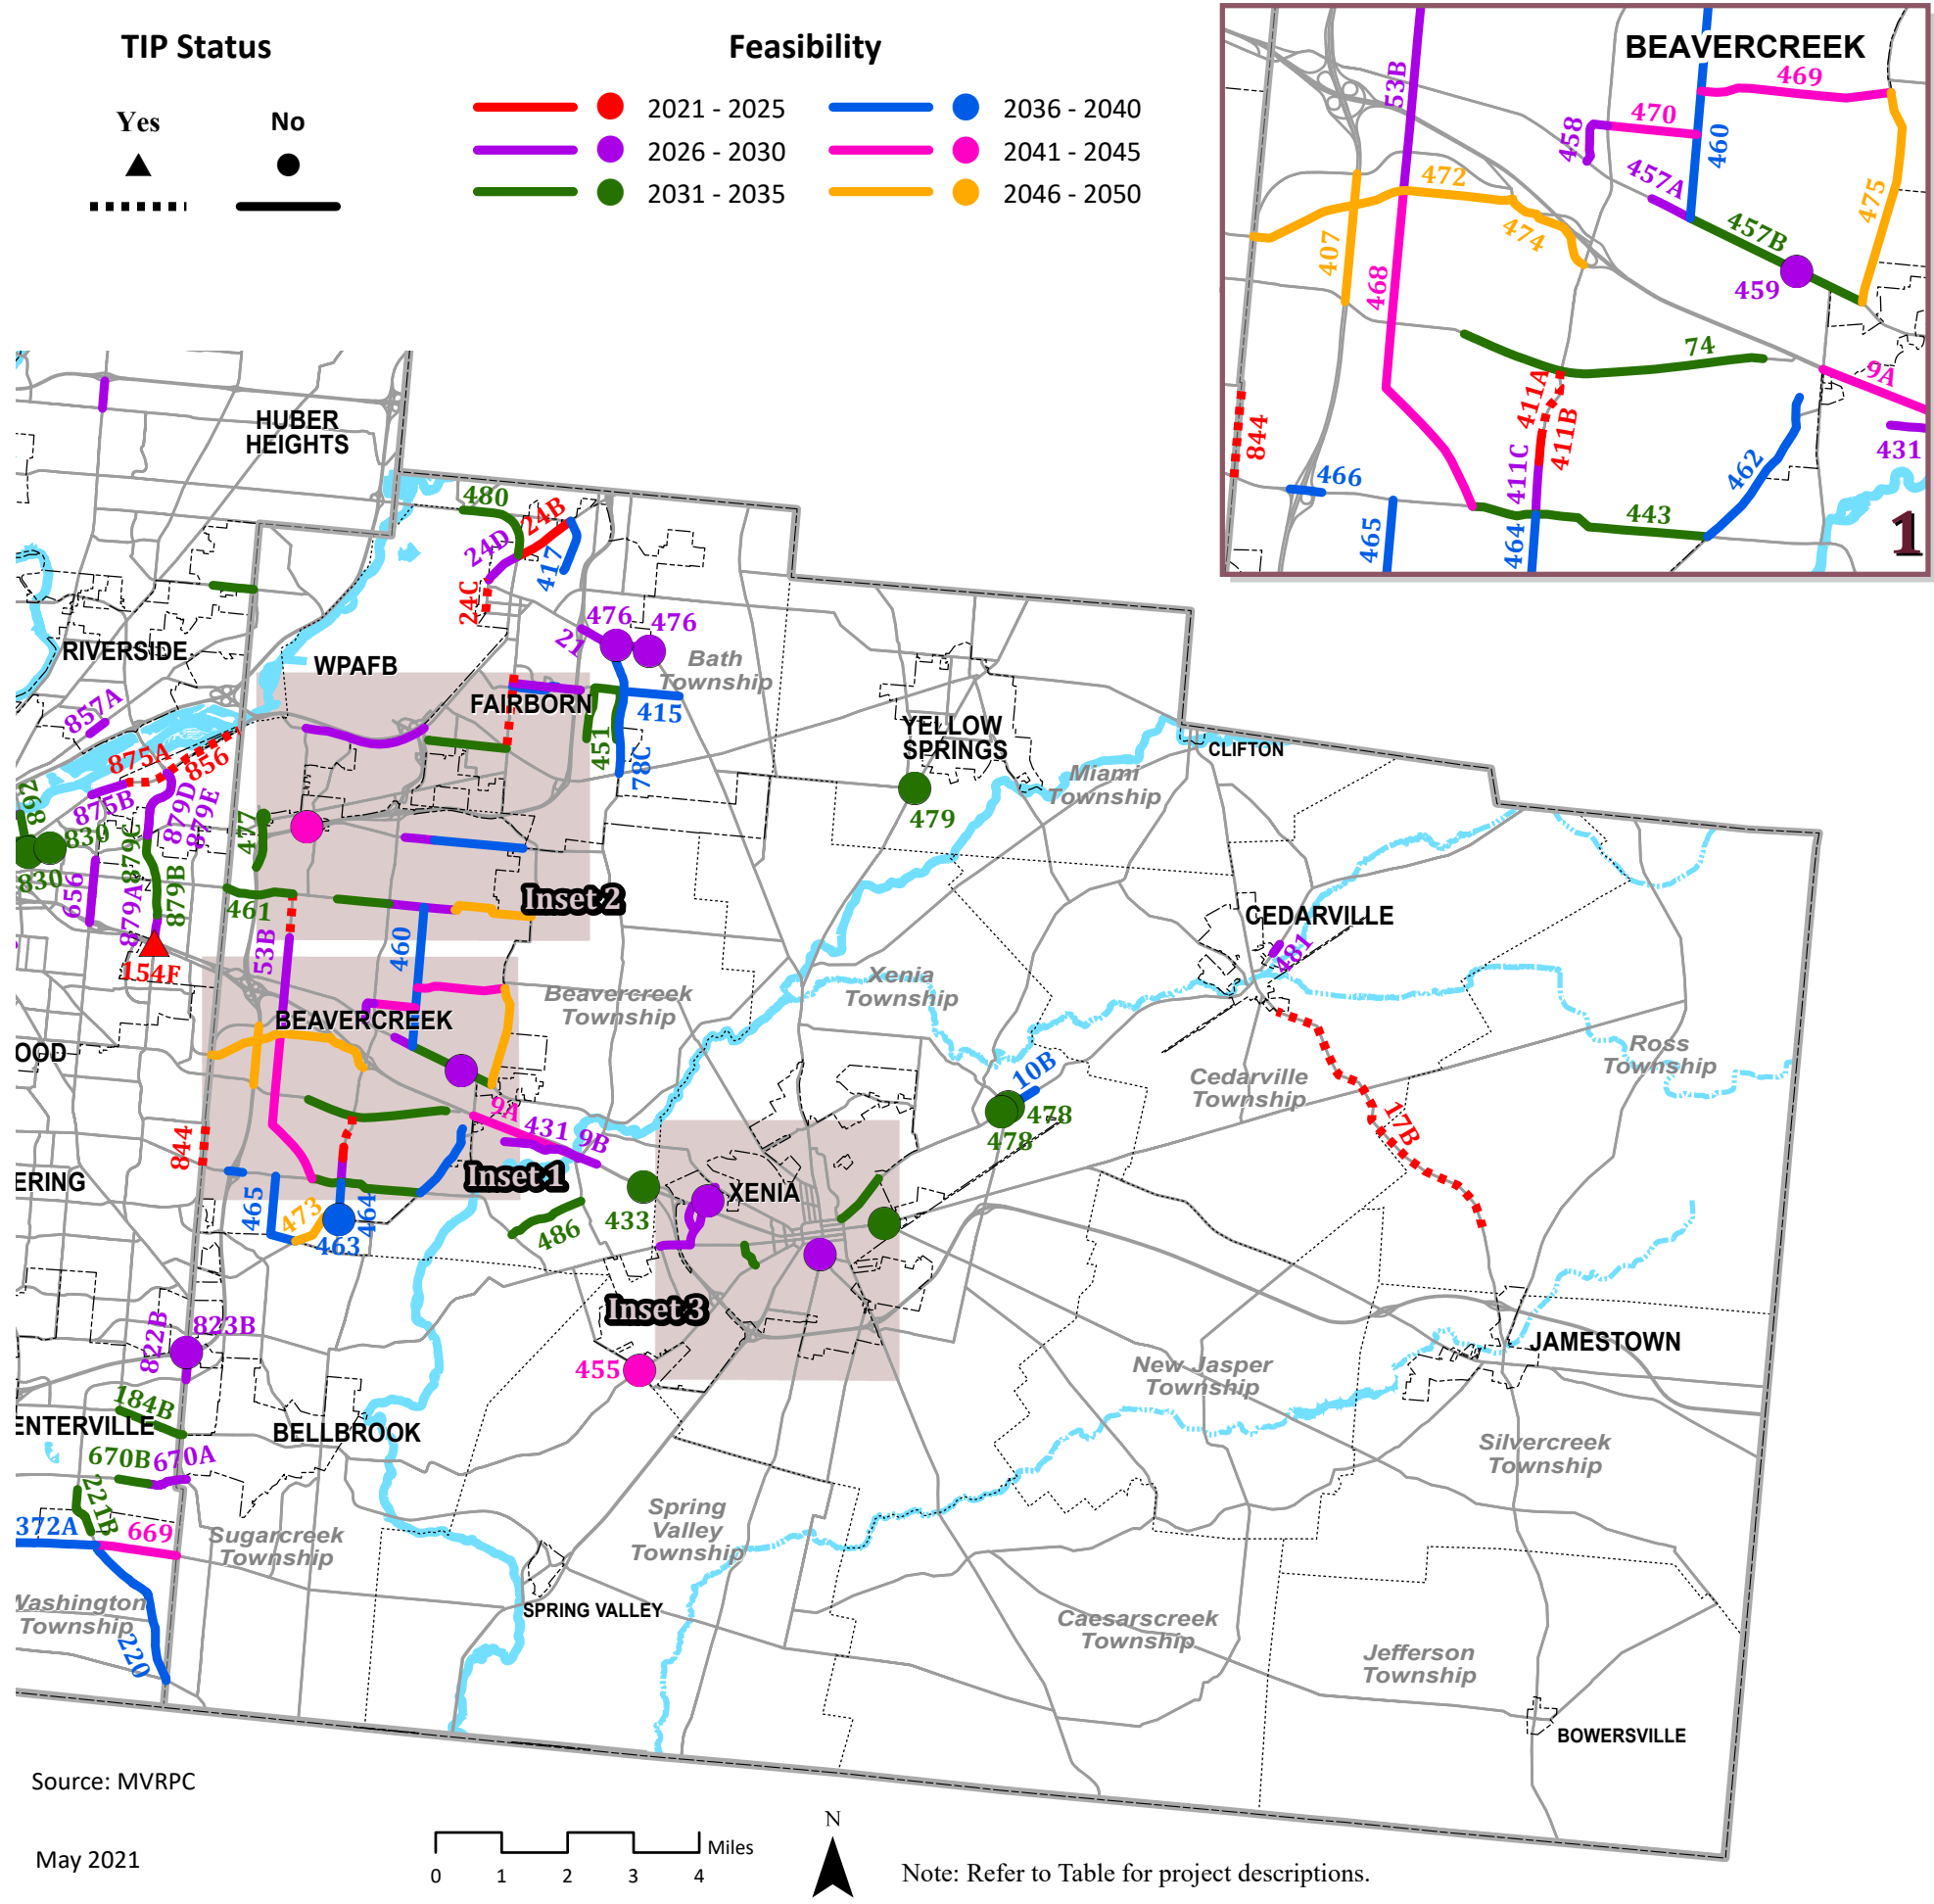 TIP Status
Yes
No
Feasibility
2021 - 2025
2026 - 2030
2031 - 2035
2036 - 2040
2041 - 2045
2046 - 2050
BEAVERCREEK
53B
469
470
458
460
457A
472
475
457B
474
407
459
468
74
9A
411A
844
411B
431
466
411C
462
443
465
464
1
HUBER
HEIGHTS
480
24B
24D
417
24C
476
476
21
Bath
Township
RIVERSIDE
WPAFB
FAIRBORN
415
857A
451
78C
YELLOW
SPRINGS
CLIFTON
Miami
Township
875A
856
875B
892
879D
879E
830
879C
477
479
830
656
879A
879B
461
Inset 2
CEDARVILLE
481
53B
460
154F
Xenia
Township
Beavercreek
Township
BEAVERCREEK
OOD
Ross
Township
10B
Cedarville
Township
9A
478
478
431
9B
17B
844
ERING
Inset 1
XENIA
465
473
464
463
486
433
Inset 3
823B
822B
455
JAMESTOWN
New Jasper
Township
184B
ENTERVILLE
BELLBROOK
670B
670A
Silvercreek
Township
221B
372A
669
Sugarcreek
Township
Spring
Valley
Township
Washington
Township
SPRING VALLEY
220
Caesarscreek
Township
Jefferson
Township
BOWERSVILLE
Source: MVRPC
May 2021
0 1 2 3 4
Miles
N
Note: Refer to Table for project descriptions.